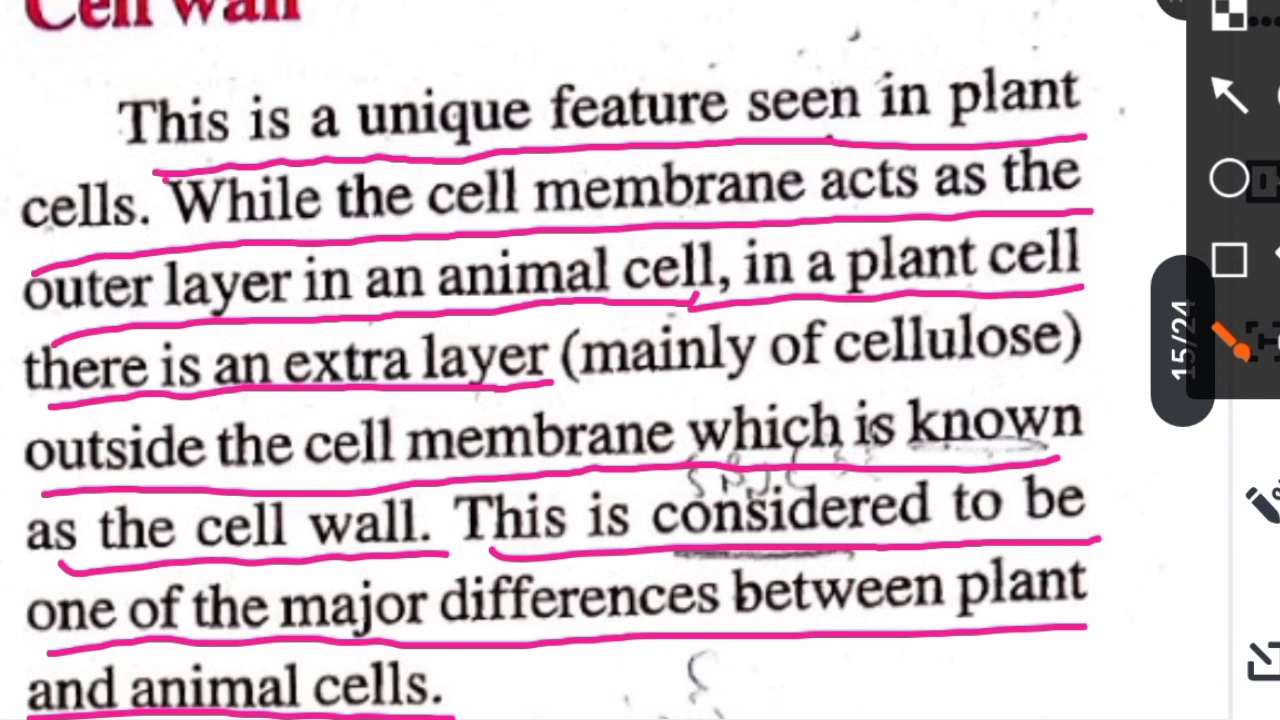 Cell wall
This is a unique feature seen in plant
cells. While the cell membrane acts as the
outer layer in an animal cell, in a plant cell
there is an extra layer (mainly of cellulose)
outside the cell membrane which is known
as the cell wall. This is considered to be
one of the major differences between plant
and animal cells.
15/24